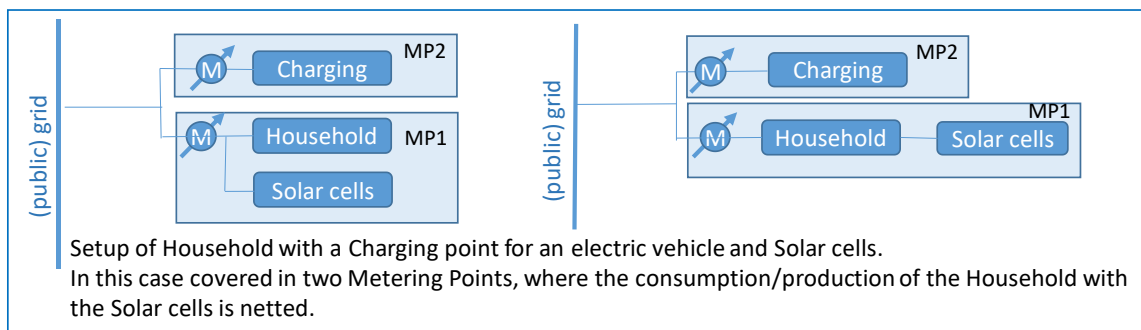 (public) grid
MP2
M
Charging
M
Household
MP1
Solar cells
(public) grid
MP2
M
Charging
MP1
M
Household
Solar cells
Setup of Household with a Charging point for an electric vehicle and Solar cells.
In this case covered in two Metering Points, where the consumption/production of the Household with
the Solar cells is netted.